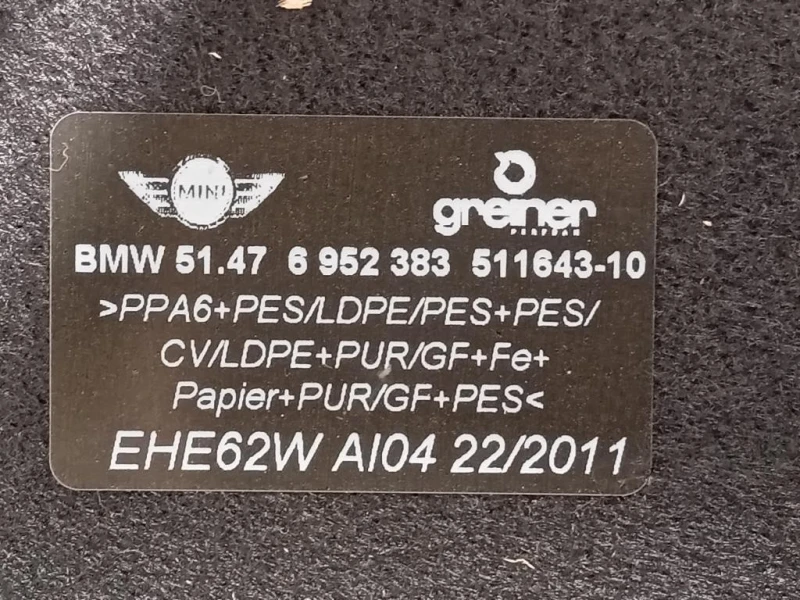 MINI
greiner
PERFOAM
BMW 51.47 6 952 383 511643-10
>PPA6+PES/LDPE/PES+PES/
CV/LDPE+PUR/GF+Fe+
Papier+PUR/GF+PES<
EHE62W AI04 22/2011